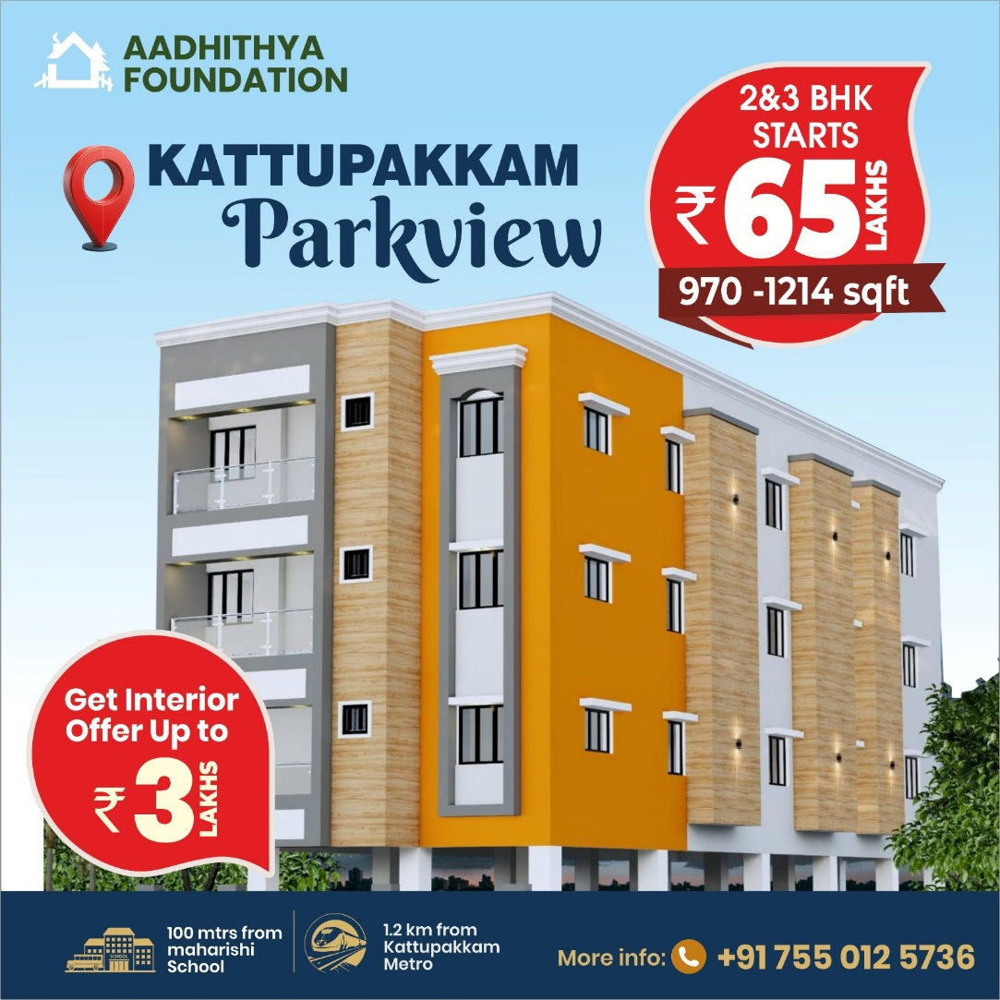 AADHITHYA
FOUNDATION
KATTUPAKKAM
Parkview
2&3 BHK
STARTS
₹65 LAKHS
970 -1214 sqft
Get Interior
Offer Up to
₹3 LAKHS
SCHOOL
100 mtrs from
maharishi
School
1.2 km from
Kattupakkam
Metro
More info: +91 755 012 5736